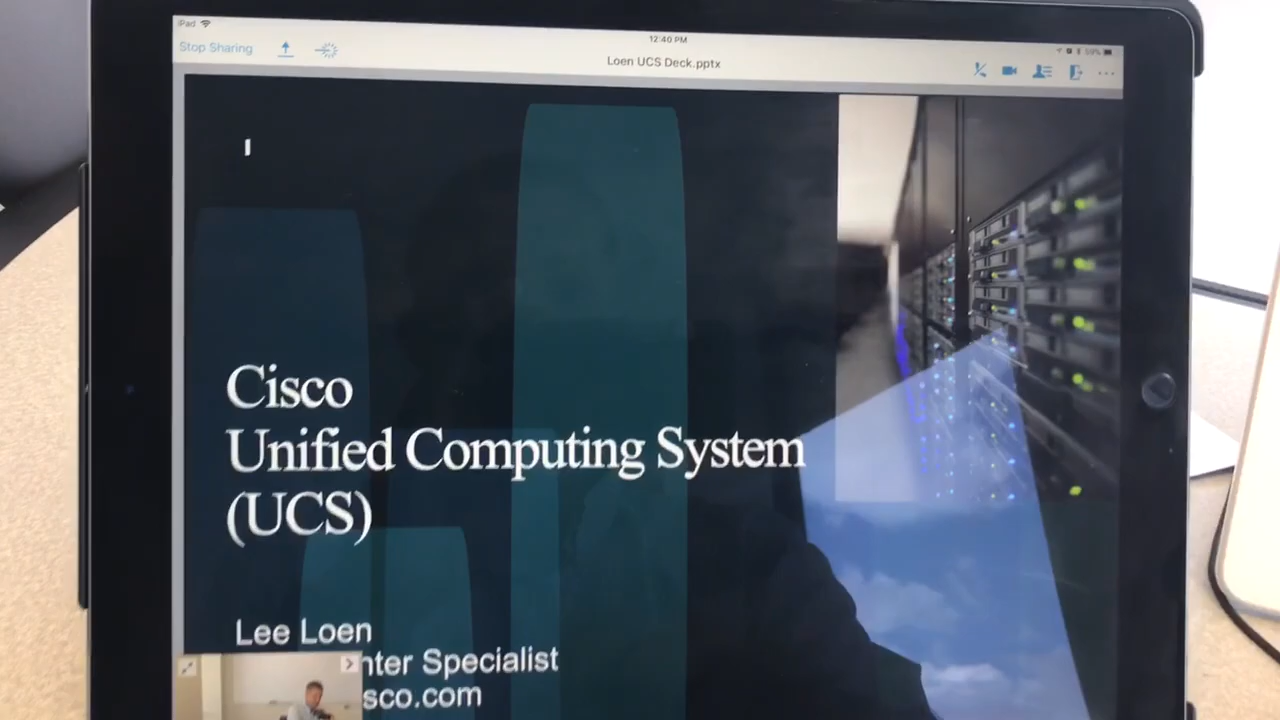 iPad
12:40 PM
59%
Stop Sharing
Loen UCS Deck.pptx
Cisco
Unified Computing System
(UCS)
Lee Loen
nter Specialist
sco.com